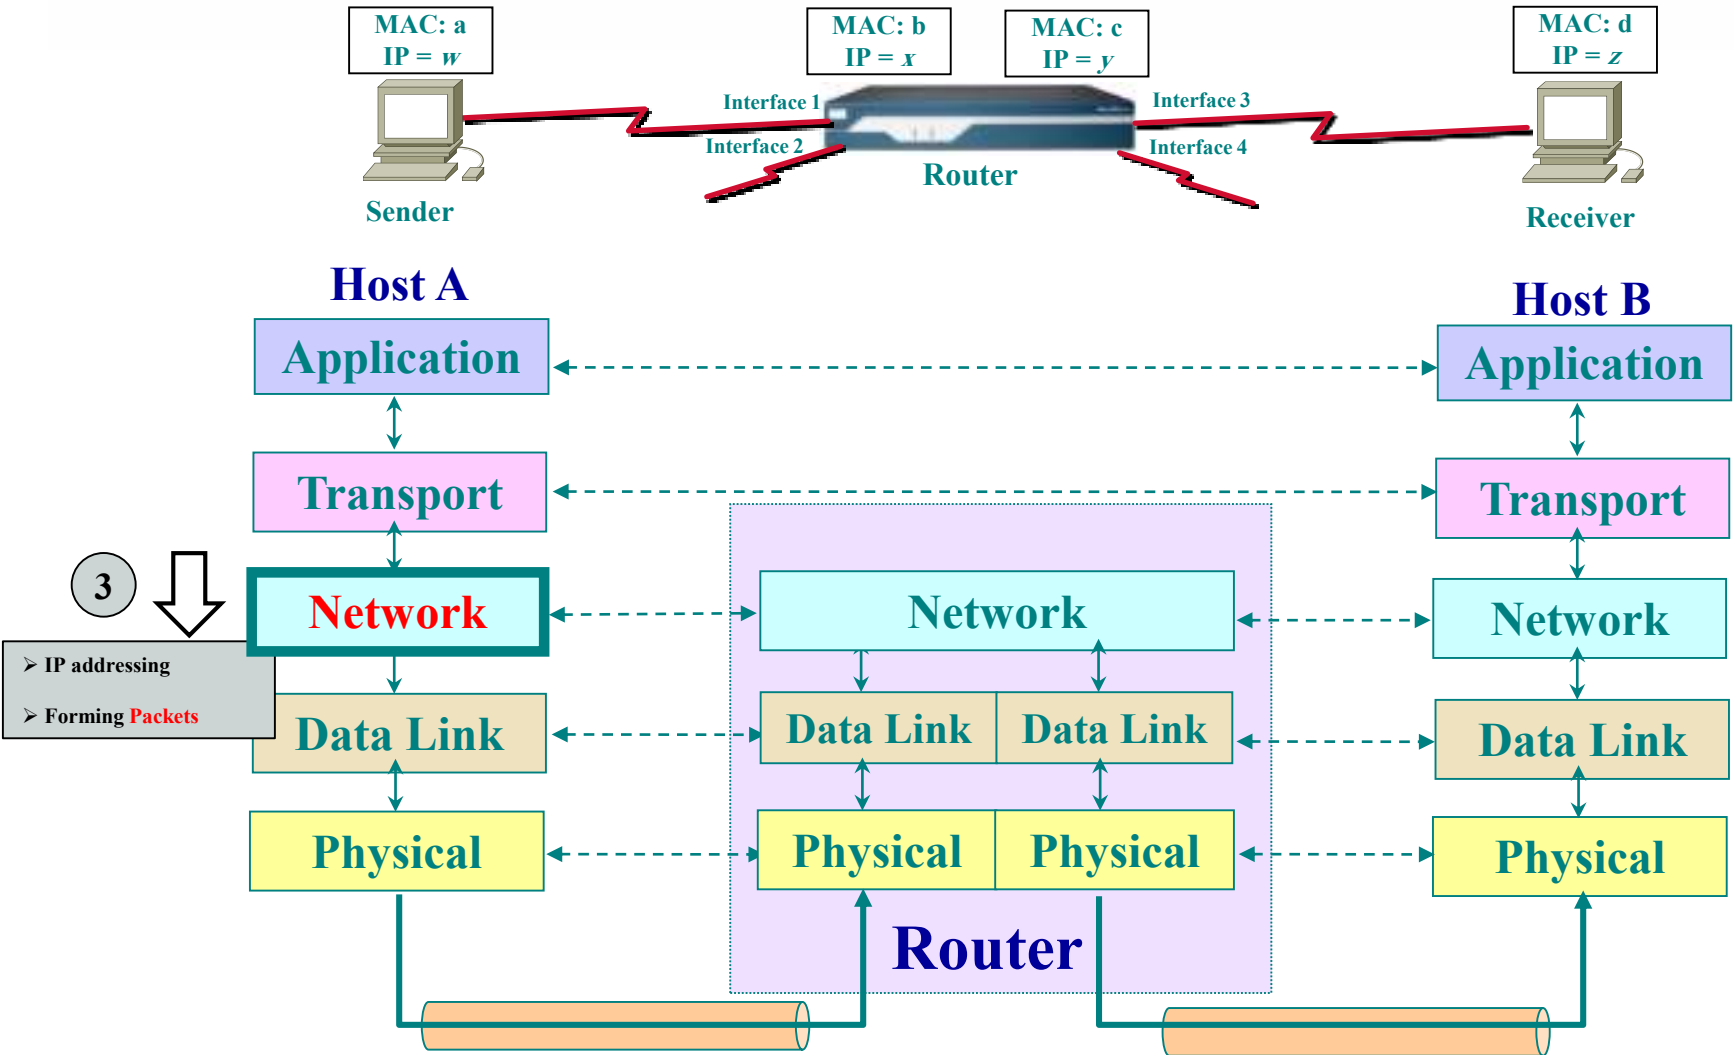 MAC: a
IP = w
MAC: b
IP = x
MAC: c
IP = y
MAC: d
IP = z
Interface 1
Interface 2
Interface 3
Interface 4
Router
Sender
Receiver
Host A
Host B
Application
Application
Transport
Transport
3
Network
Network
Network
➢ IP addressing
➢ Forming Packets
Data Link
Data Link
Data Link
Data Link
Physical
Physical
Physical
Physical
Router